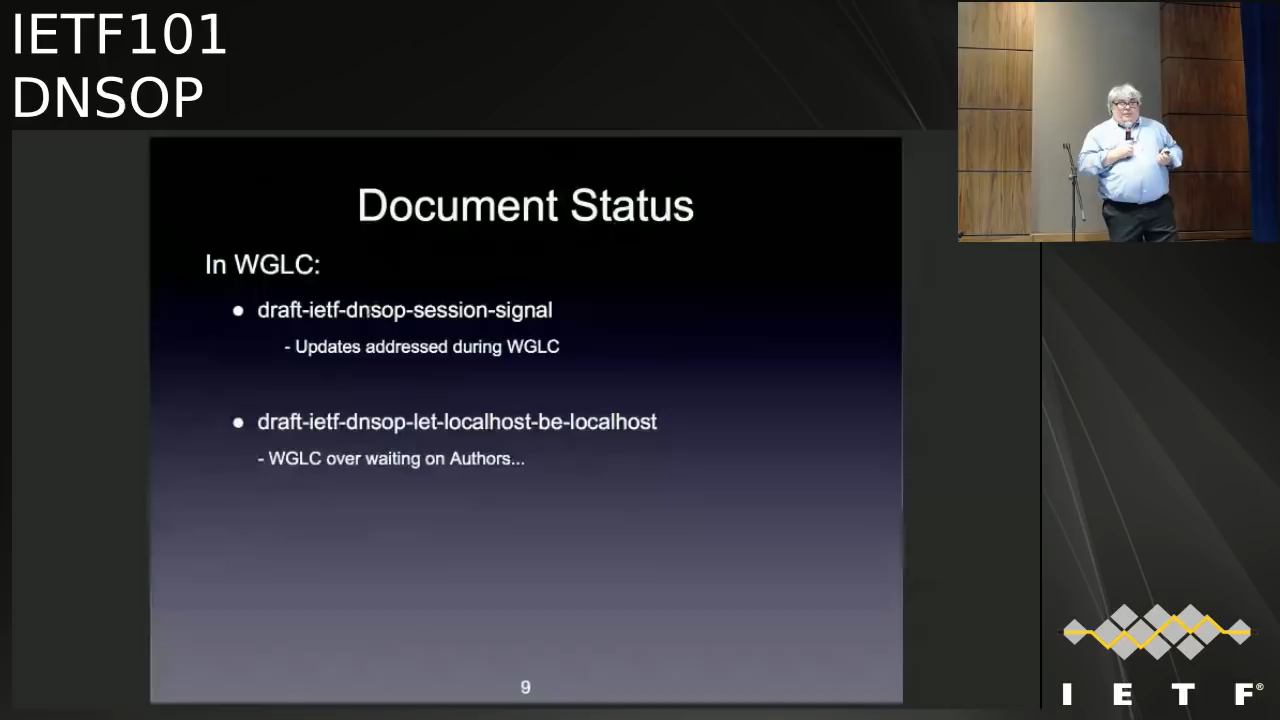 IETF101
DNSOP
Document Status
In WGLC:
● draft-ietf-dnsop-session-signal
- Updates addressed during WGLC
● draft-ietf-dnsop-let-localhost-be-localhost
- WGLC over waiting on Authors...
9
I E T F®